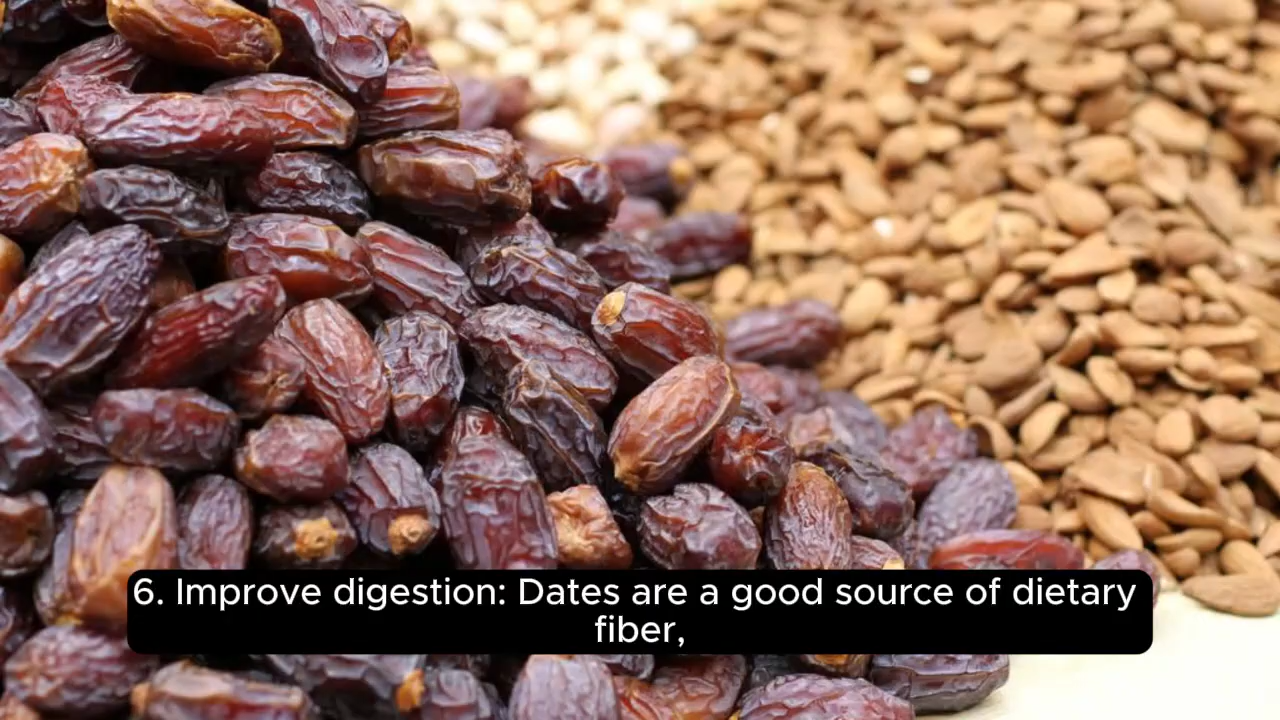 6. Improve digestion: Dates are a good source of dietary
fiber,